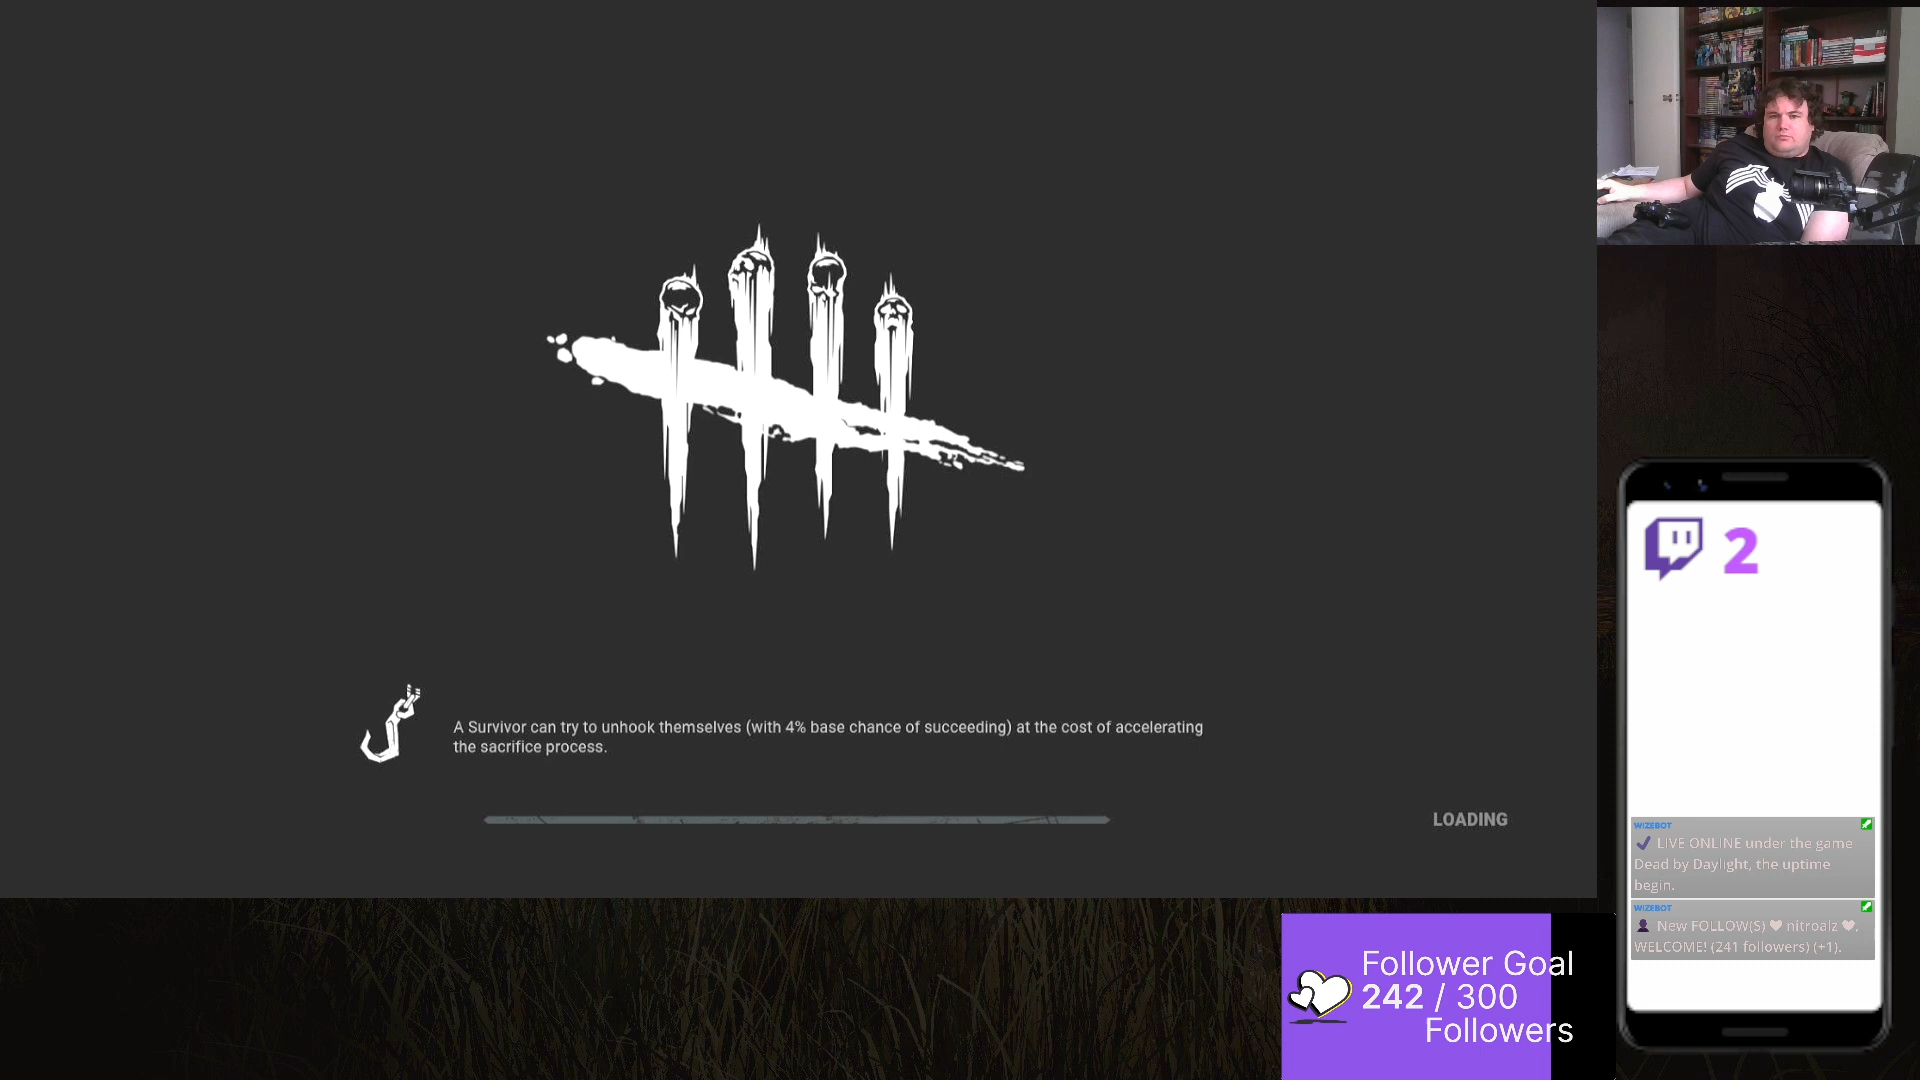 A Survivor can try to unhook themselves (with 4% base chance of succeeding) at the cost of accelerating
the sacrifice process.
LOADING
2
WIZEBOT
LIVE ONLINE under the game
Dead by Daylight, the uptime
begin.
WIZEBOT
New FOLLOW(S) nitroalz
WELCOME! (241 followers) (+1).
Follower Goal
242 / 300
Followers